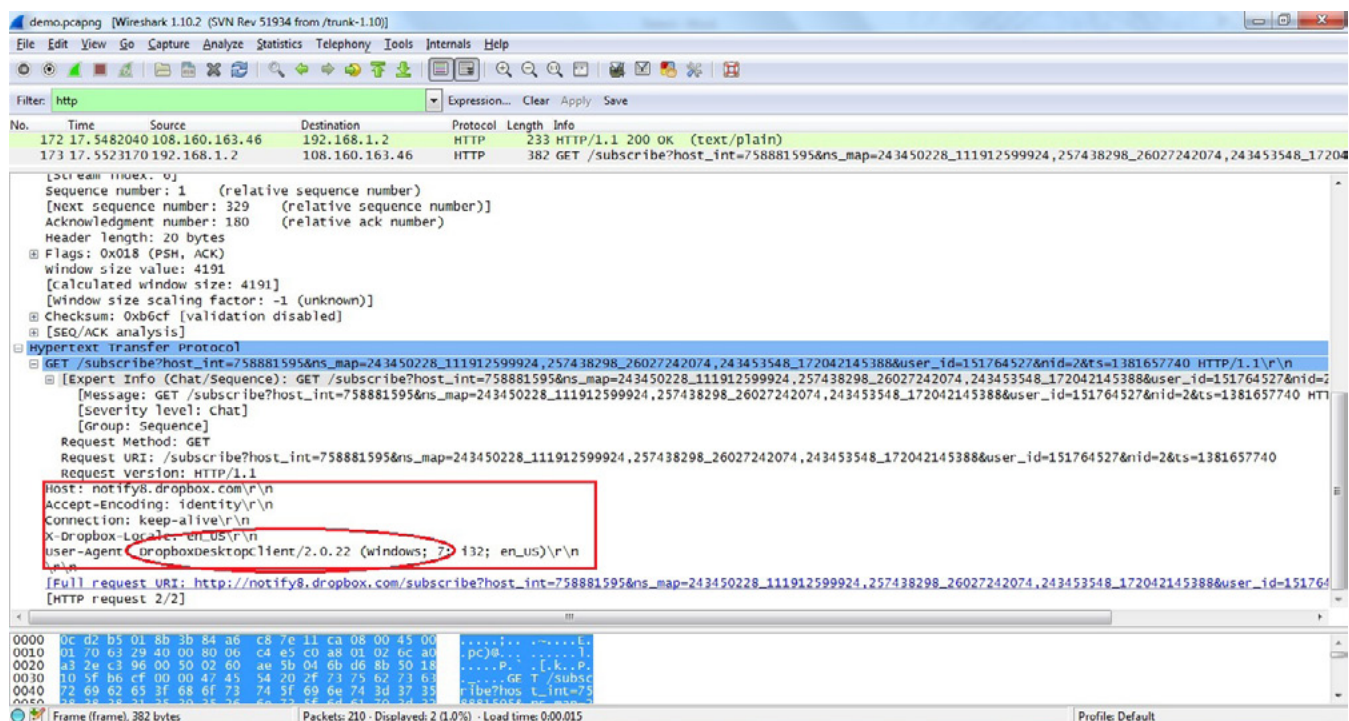 demo.pcapng [Wireshark 1.10.2 (SVN Rev 51934 from /trunk-1.10)]
File Edit View Go Capture Analyze Statistics Telephony Tools Internals Help
Filter: http Expression... Clear Apply Save
No. Time Source Destination Protocol Length Info
172 17.5482040 108.160.163.46 192.168.1.2 HTTP 233 HTTP/1.1 200 OK (text/plain)
173 17.5523170 192.168.1.2 108.160.163.46 HTTP 382 GET /subscribe?host_int=758881595&ns_map=243450228_111912599924,257438298_26027242074,243453548_17204
[Stream index: 6]
Sequence number: 1 (relative sequence number)
[Next sequence number: 329 (relative sequence number)]
Acknowledgment number: 180 (relative ack number)
Header length: 20 bytes
Flags: 0x018 (PSH, ACK)
Window size value: 4191
[Calculated window size: 4191]
[Window size scaling factor: -1 (unknown)]
Checksum: 0xb6cf [validation disabled]
[SEQ/ACK analysis]
Hypertext Transfer Protocol
GET /subscribe?host_int=758881595&ns_map=243450228_111912599924,257438298_26027242074,243453548_172042145388&user_id=151764527&nid=2&ts=1381657740 HTTP/1.1\r\n
[Expert Info (Chat/Sequence): GET /subscribe?host_int=758881595&ns_map=243450228_111912599924,257438298_26027242074,243453548_172042145388&user_id=151764527&nid=2
[Message: GET /subscribe?host_int=758881595&ns_map=243450228_111912599924,257438298_26027242074,243453548_172042145388&user_id=151764527&nid=2&ts=1381657740 HTT
[Severity level: Chat]
[Group: Sequence]
Request Method: GET
Request URI: /subscribe?host_int=758881595&ns_map=243450228_111912599924,257438298_26027242074,243453548_172042145388&user_id=151764527&nid=2&ts=1381657740
Request Version: HTTP/1.1
Host: notify8.dropbox.com\r\n
Accept-Encoding: identity\r\n
Connection: keep-alive\r\n
X-Dropbox-Locale: en_US\r\n
User-Agent: DropboxDesktopClient/2.0.22 (Windows; 7; i32; en_US)\r\n
\r\n
[Full request URI: http://notify8.dropbox.com/subscribe?host_int=758881595&ns_map=243450228_111912599924,257438298_26027242074,243453548_172042145388&user_id=151764
[HTTP request 2/2]
0000 0c d2 b5 01 8b 3b 84 a6 c8 7e 11 ca 08 00 45 00 .....;.. .~....E.
0010 01 70 63 29 40 00 80 06 c4 e5 c0 a8 01 02 6c a0 .pc)@... ......l.
0020 a3 2e c3 96 00 50 02 60 ae 5b 04 6b d6 8b 50 18 .....P.` .[.k..P.
0030 10 5f b6 cf 00 00 47 45 54 20 2f 73 75 62 73 63 ._....GE T /subsc
0040 72 69 62 65 3f 68 6f 73 74 5f 69 6e 74 3d 37 35 ribe?hos t_int=75
0050
Frame (frame), 382 bytes Packets: 210 · Displayed: 2 (1.0%) · Load time: 0:00.015 Profile: Default